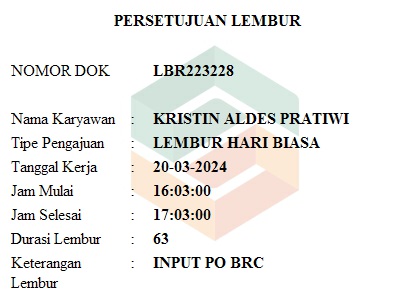 PERSETUJUAN LEMBUR
NOMOR DOK LBR223228
Nama Karyawan : KRISTIN ALDES PRATIWI
Tipe Pengajuan : LEMBUR HARI BIASA
Tanggal Kerja : 20-03-2024
Jam Mulai : 16:03:00
Jam Selesai : 17:03:00
Durasi Lembur : 63
Keterangan : INPUT PO BRC
Lembur